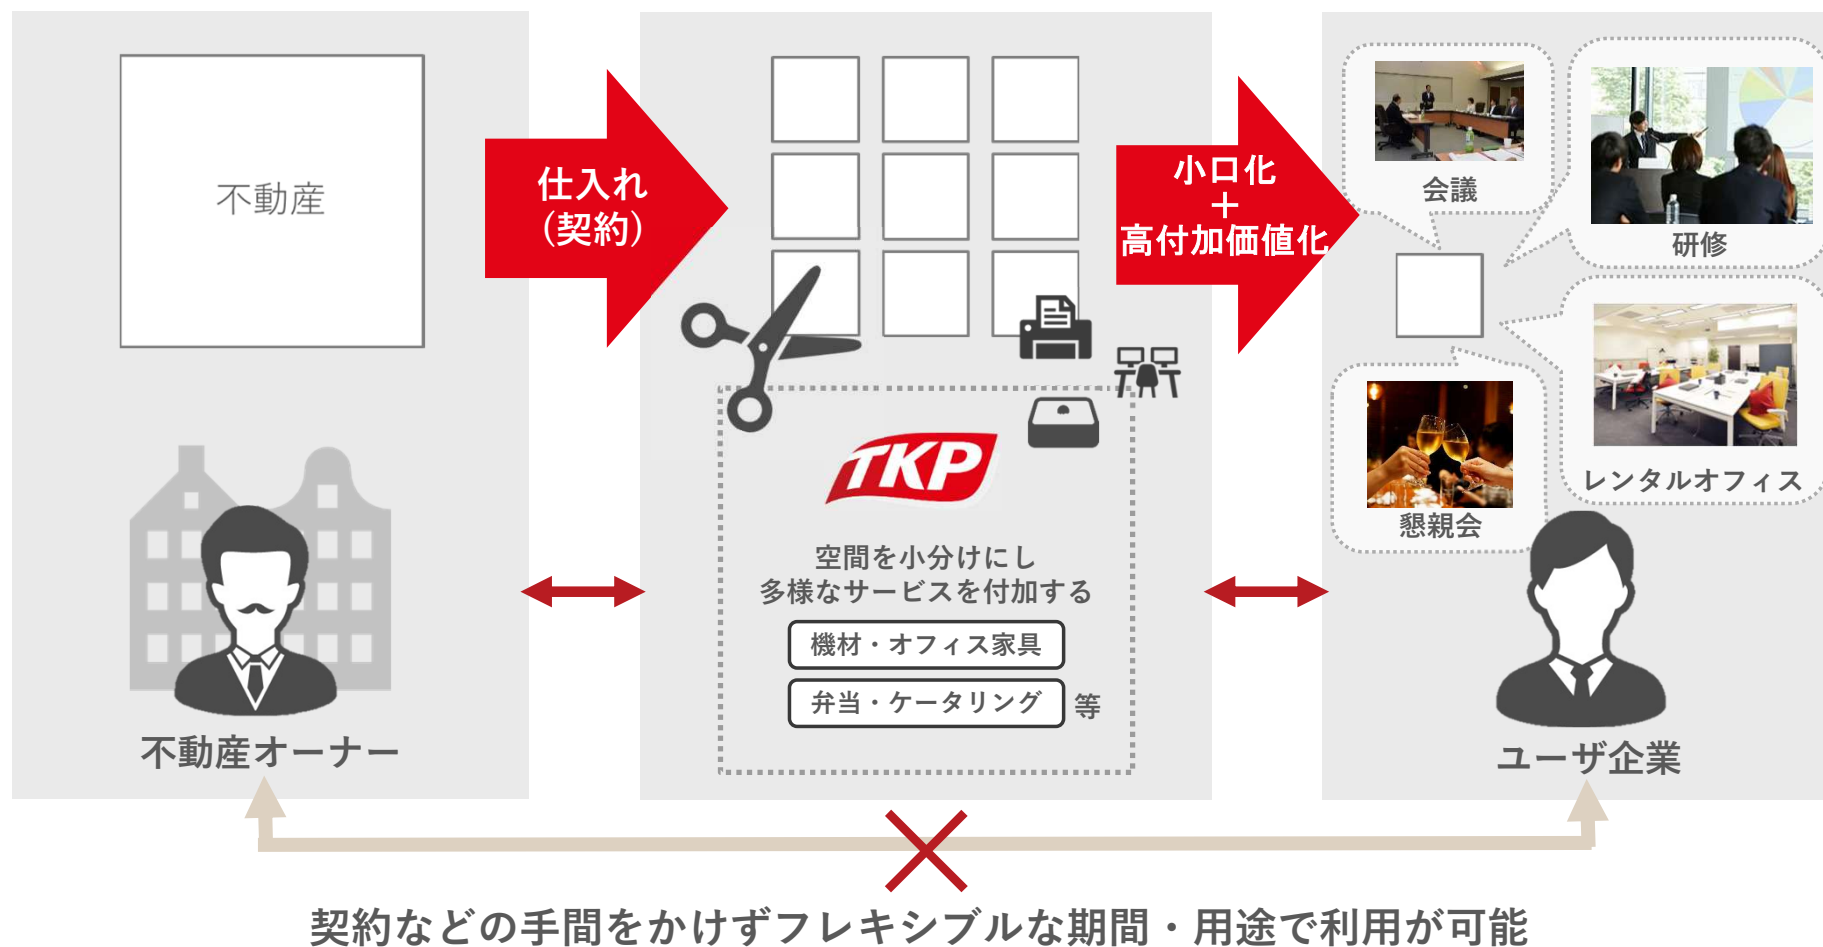 不動産
仕入れ
(契約)
小口化
＋
高付加価値化
会議
研修
レンタルオフィス
懇親会
TKP
空間を小分けにし
多様なサービスを付加する
機材・オフィス家具
弁当・ケータリング
等
不動産オーナー
ユーザ企業
契約などの手間をかけずフレキシブルな期間・用途で利用が可能